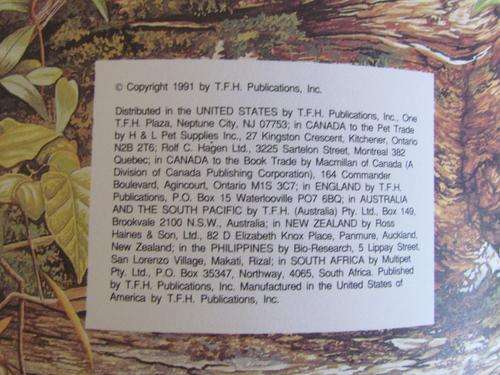 © Copyright 1991 by T.F.H. Publications, Inc.
Distributed in the UNITED STATES by T.F.H. Publications, Inc., One
T.F.H. Plaza, Neptune City, NJ 07753; in CANADA to the Pet Trade
by H & L Pet Supplies Inc., 27 Kingston Crescent, Kitchener, Ontario
N2B 2T6; Rolf C. Hagen Ltd., 3225 Sartelon Street, Montreal 382
Quebec; in CANADA to the Book Trade by Macmillan of Canada (A
Division of Canada Publishing Corporation), 164 Commander
Boulevard, Agincourt, Ontario M1S 3C7; in ENGLAND by T.F.H.
Publications, P.O. Box 15 Waterlooville PO7 6BQ; in AUSTRALIA
AND THE SOUTH PACIFIC by T.F.H. (Australia) Pty. Ltd., Box 149,
Brookvale 2100 N.S.W., Australia; in NEW ZEALAND by Ross
Haines & Son, Ltd., 82 D Elizabeth Knox Place, Panmure, Auckland,
New Zealand; in the PHILIPPINES by Bio-Research, 5 Lippay Street,
San Lorenzo Village, Makati, Rizal; in SOUTH AFRICA by Multipet
Pty. Ltd., P.O. Box 35347, Northway, 4065, South Africa. Published
by T.F.H. Publications, Inc. Manufactured in the United States of
America by T.F.H. Publications, Inc.